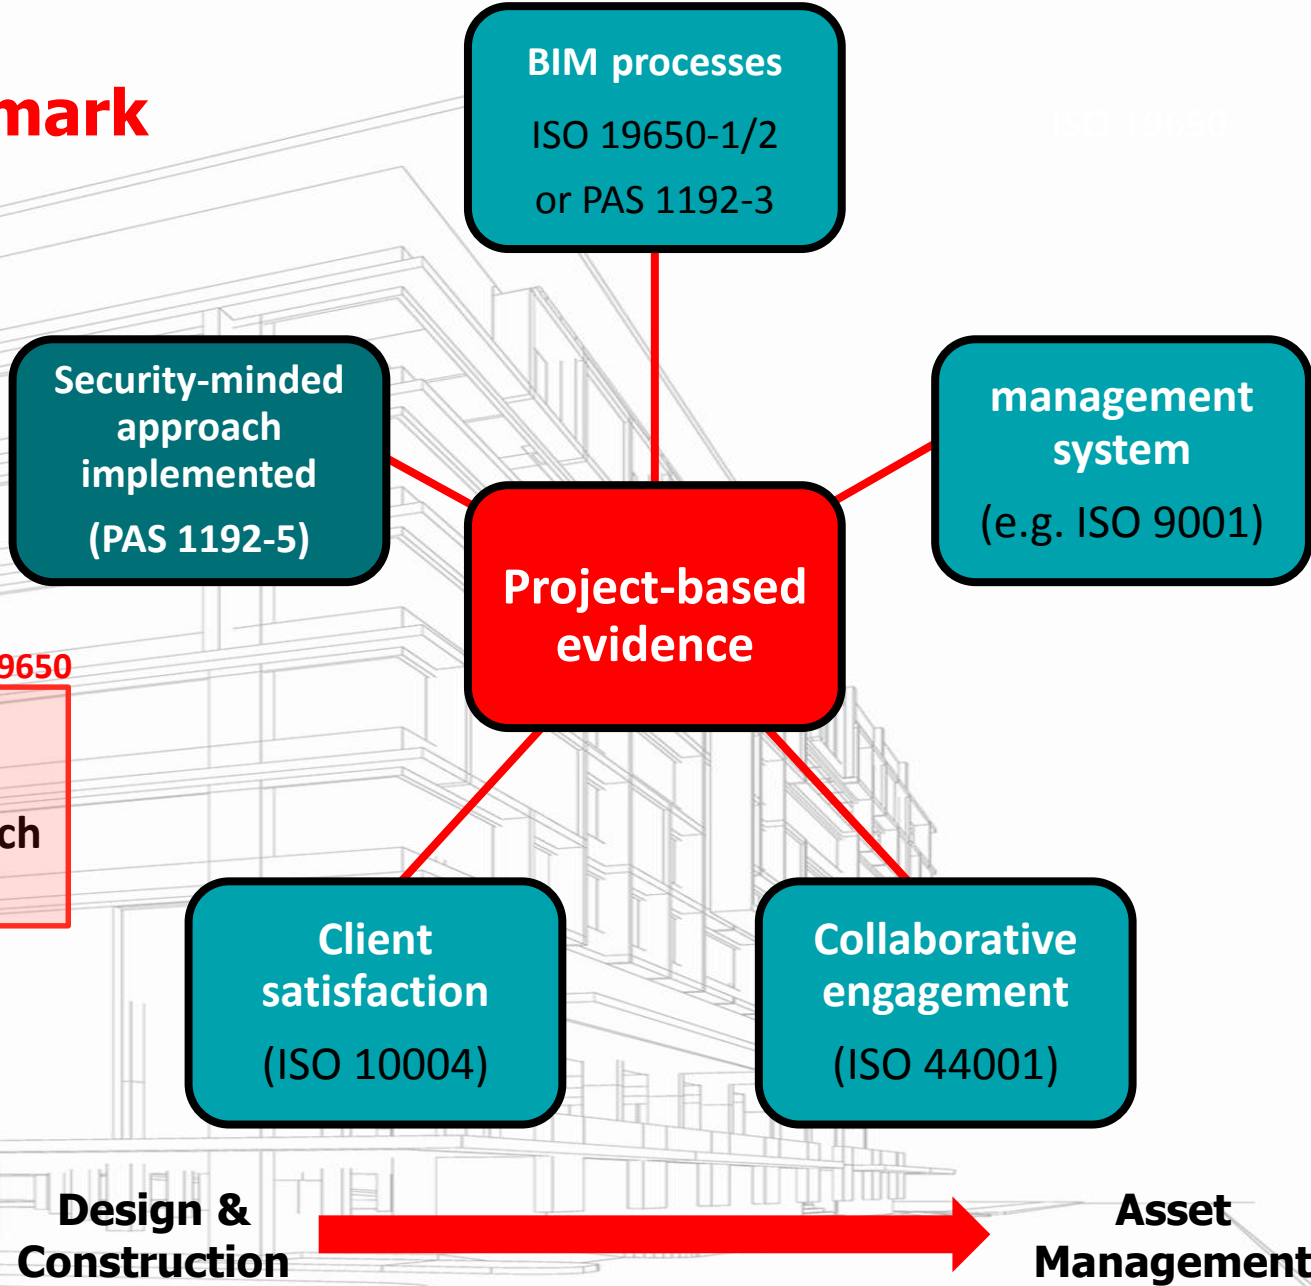 BIM processes
ISO 19650-1/2
or PAS 1192-3
mark
ISO 19650
Security-minded
approach
implemented
(PAS 1192-5)
management
system
(e.g. ISO 9001)
Project-based
evidence
9650
ch
Client
satisfaction
(ISO 10004)
Collaborative
engagement
(ISO 44001)
Design &
Construction
Asset
Management